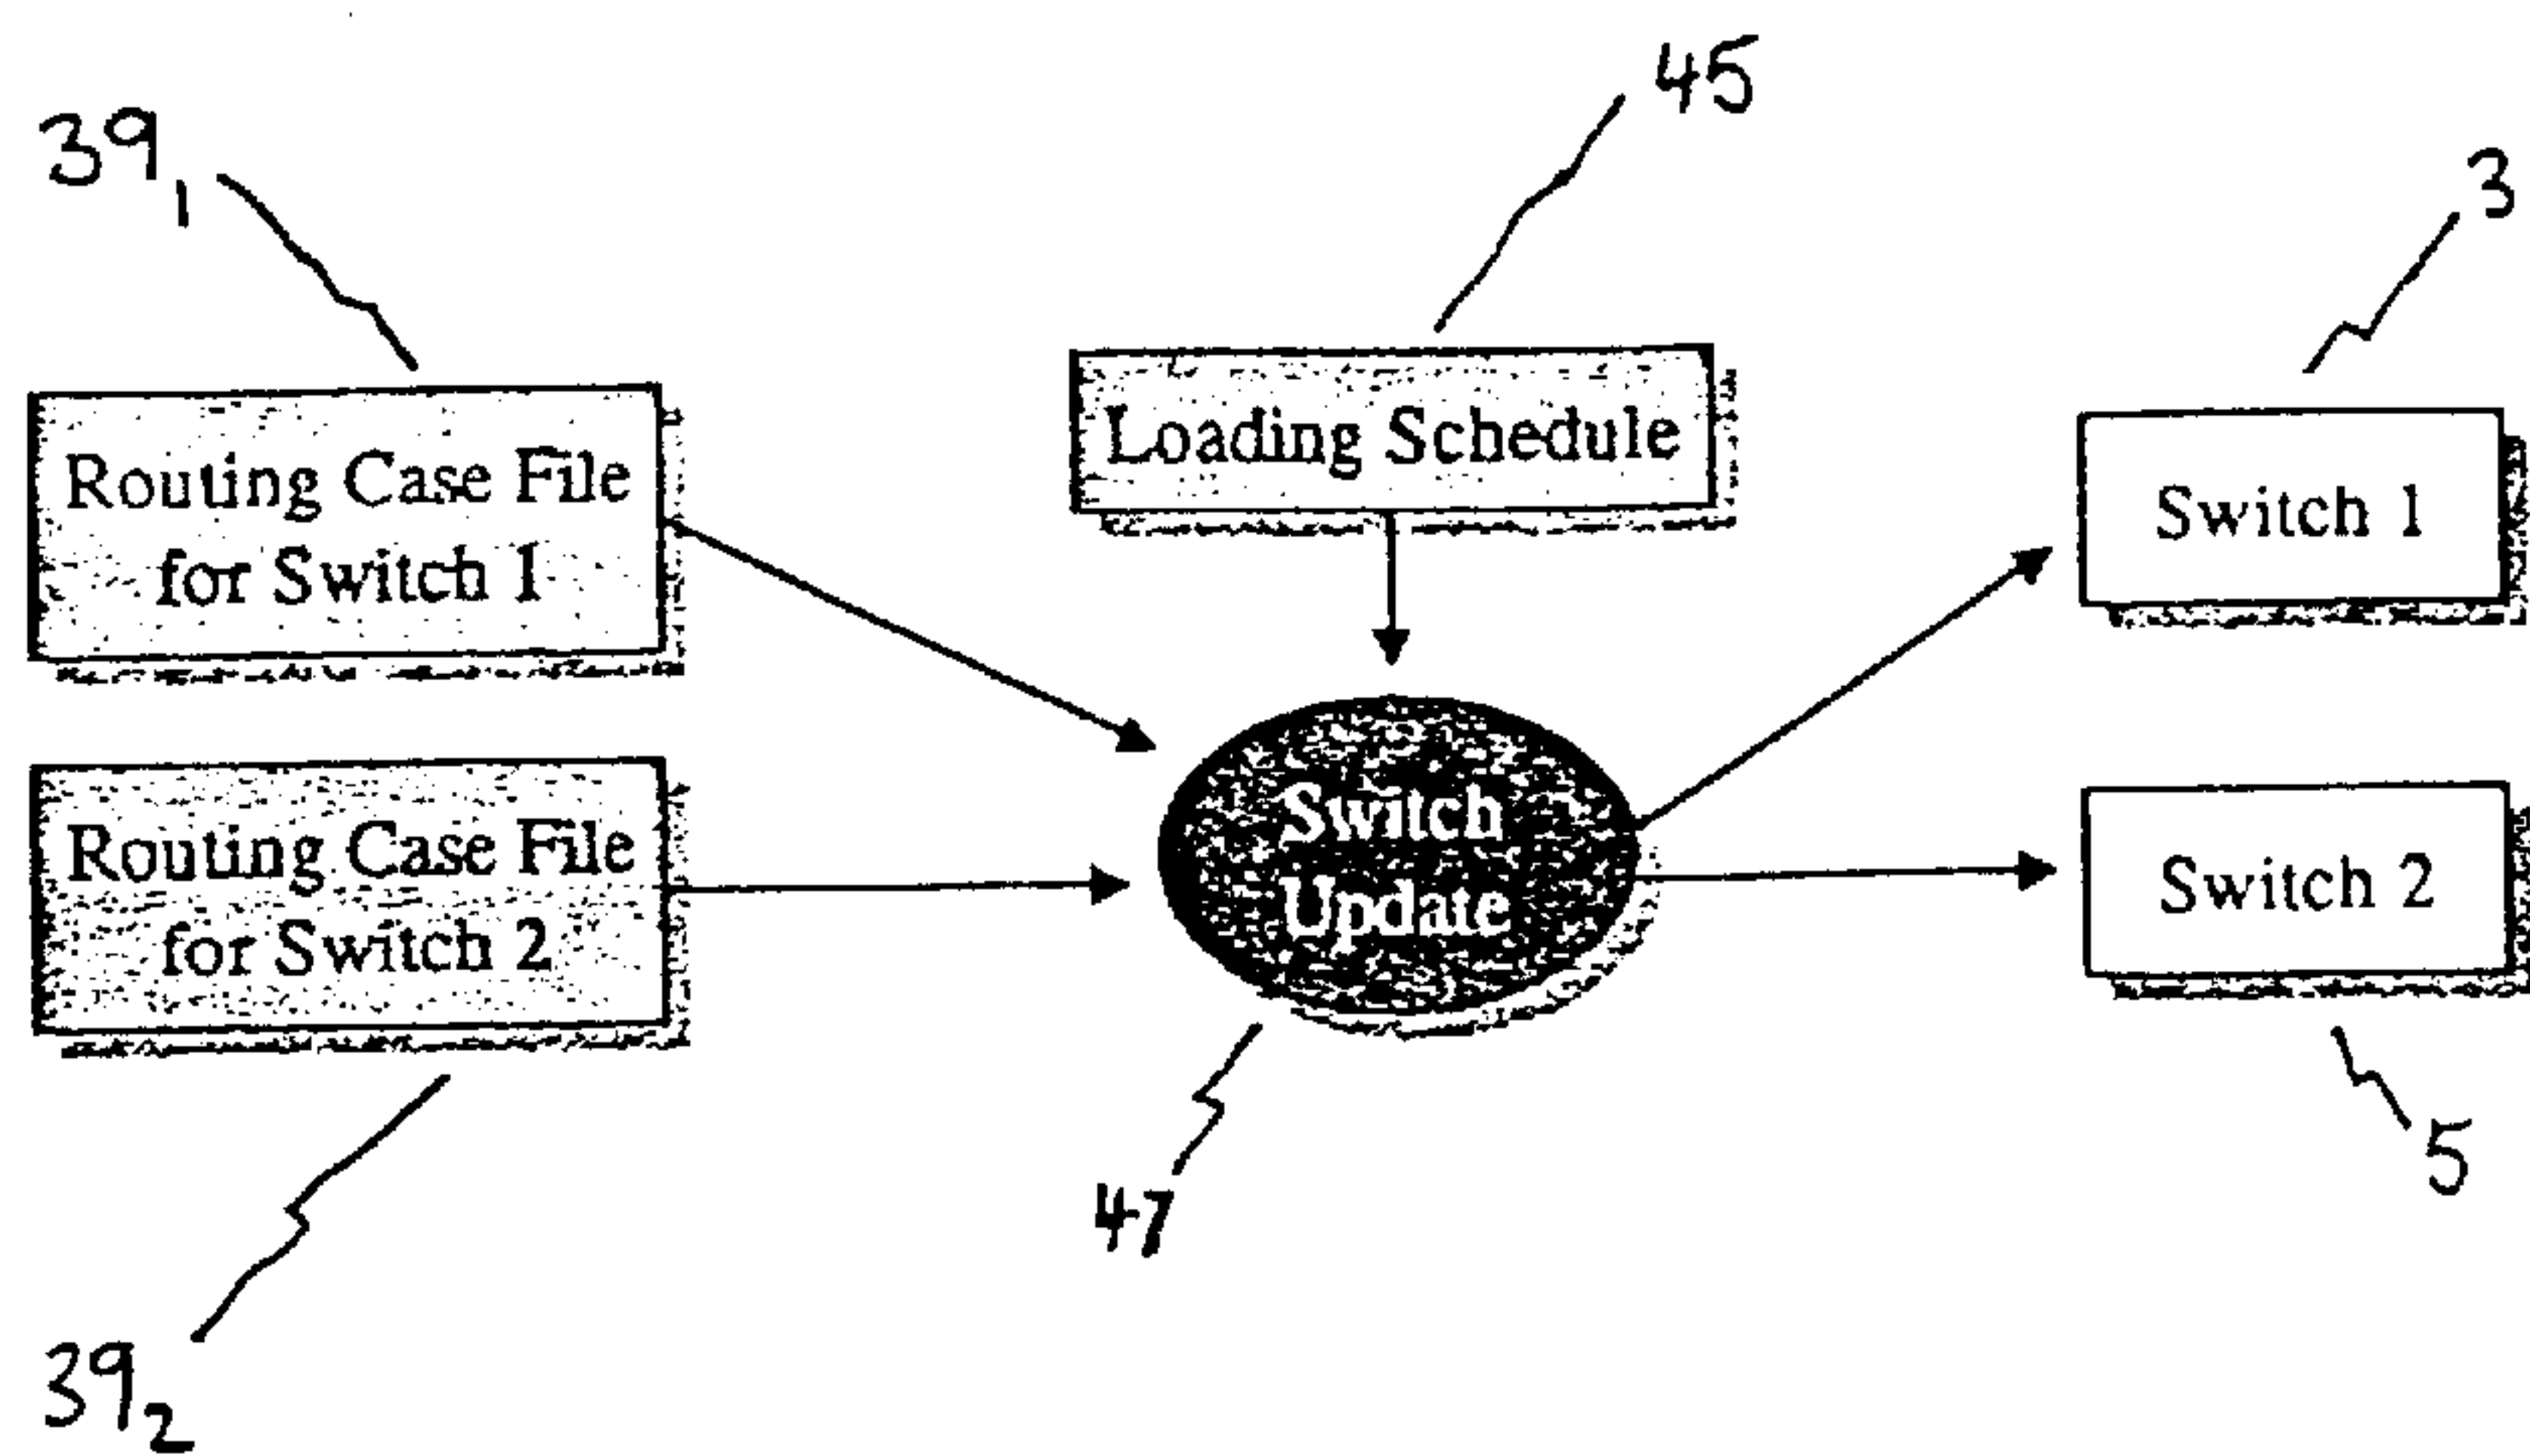 45
39₁
3
Routing Case File
for Switch 1
Loading Schedule
Switch 1
Routing Case File
for Switch 2
Switch
Update
Switch 2
47
5
39₂